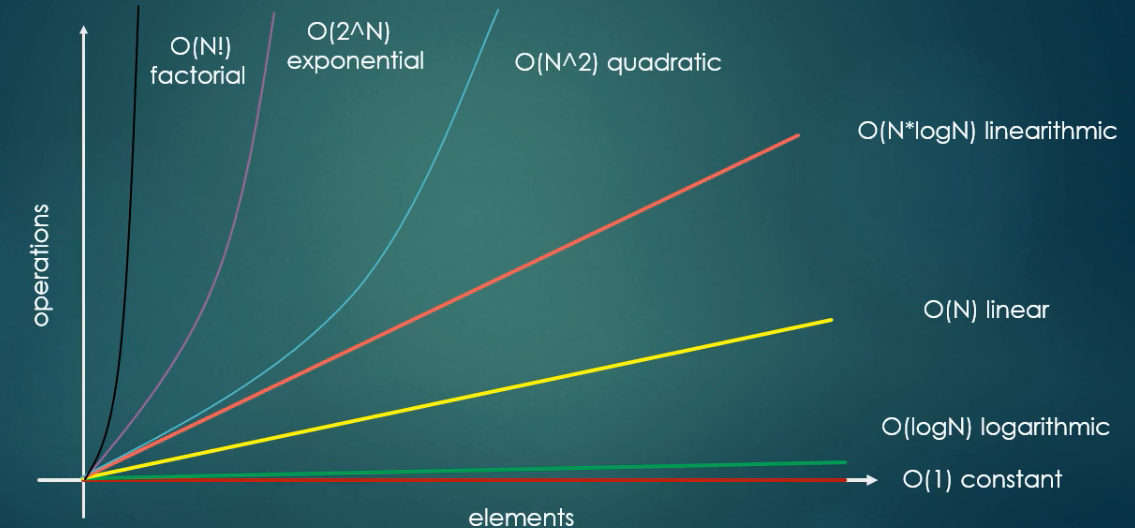 O(N!)
factorial
O(2^N)
exponential
O(N^2) quadratic
O(N*logN) linearithmic
operations
O(N) linear
O(logN) logarithmic
O(1) constant
elements